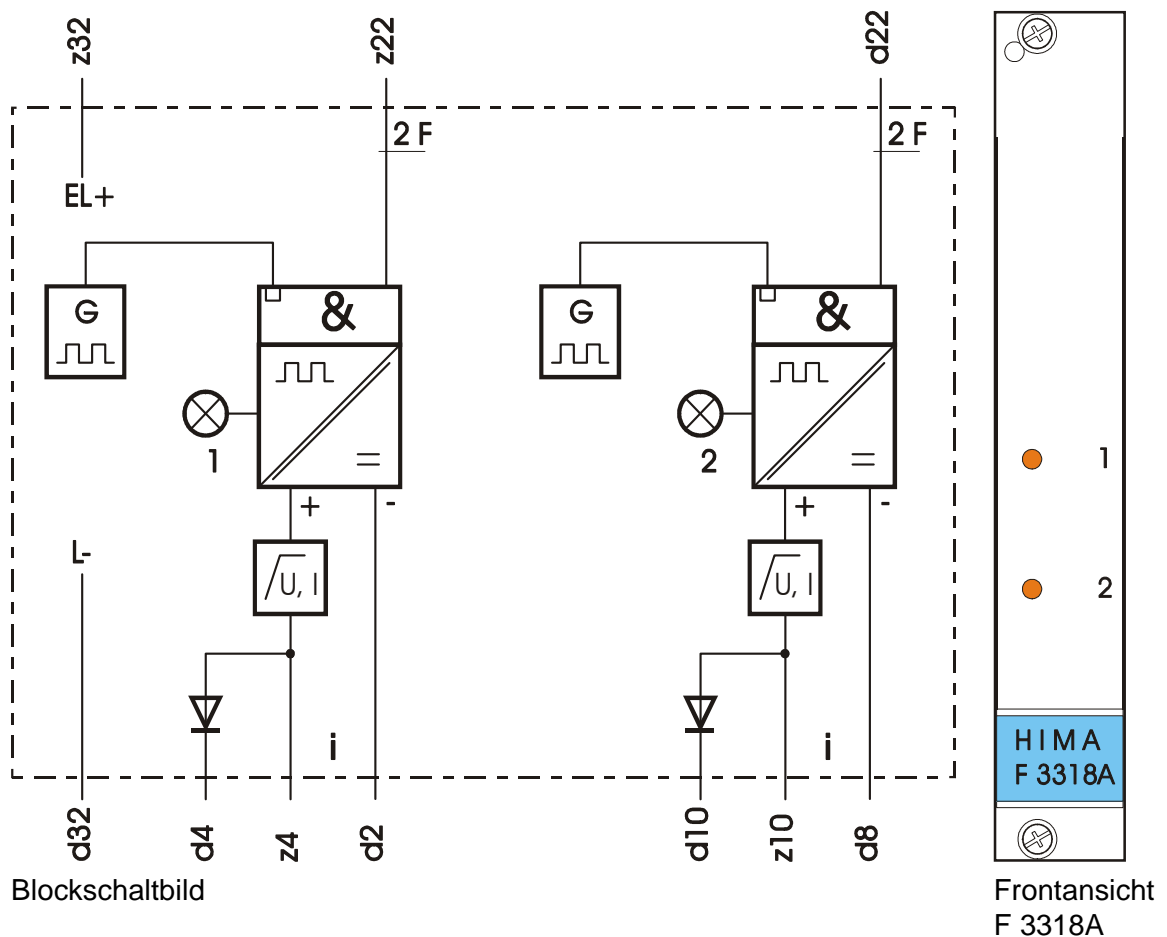 z32
z22
d22
2 F
2 F
EL+
G
&
G
&
1
2
+
-
+
-
L-
U, I
U, I
i
i
d32
d4
z4
d2
d10
z10
d8
Blockschaltbild
1
2
HIMA
F 3318A
Frontansicht
F 3318A